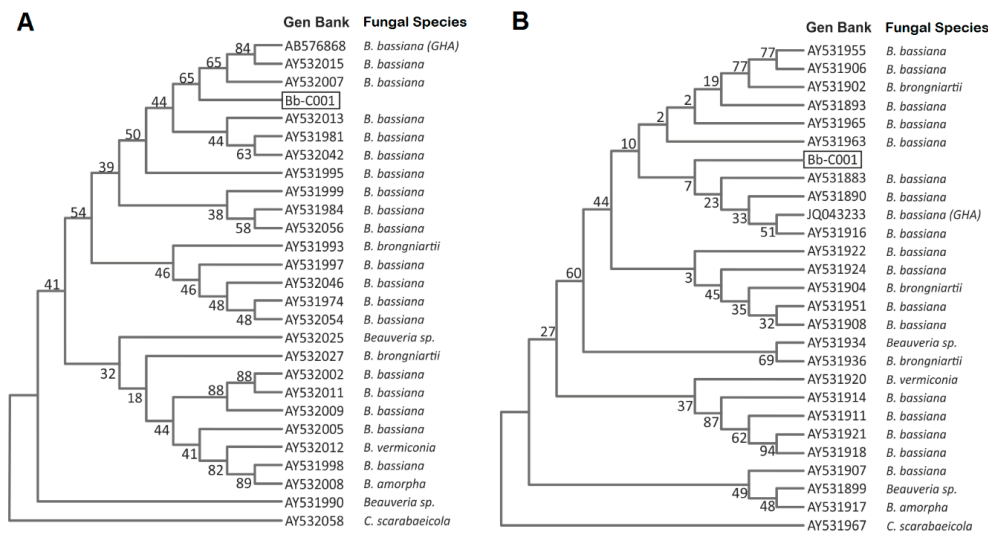 A
Gen Bank Fungal Species
84 AB576868 B. bassiana (GHA)
65 AY532015 B. bassiana
65 AY532007 B. bassiana
44 Bb-C001
50 AY532013 B. bassiana
44 AY531981 B. bassiana
63 AY532042 B. bassiana
39 AY531995 B. bassiana
AY531999 B. bassiana
38 AY531984 B. bassiana
54 58 AY532056 B. bassiana
AY531993 B. brongniartii
46 AY531997 B. bassiana
41 46 AY532046 B. bassiana
48 AY531974 B. bassiana
48 AY532054 B. bassiana
AY532025 Beauveria sp.
32 AY532027 B. brongniartii
18 88 AY532002 B. bassiana
88 AY532011 B. bassiana
44 AY532009 B. bassiana
41 AY532005 B. bassiana
82 AY532012 B. vermiconia
AY531998 B. bassiana
89 AY532008 B. amorpha
AY531990 Beauveria sp.
AY532058 C. scarabaeicola
B
Gen Bank Fungal Species
77 AY531955 B. bassiana
77 AY531906 B. bassiana
19 AY531902 B. brongniartii
2 AY531893 B. bassiana
2 AY531965 B. bassiana
10 AY531963 B. bassiana
Bb-C001
7 AY531883 B. bassiana
44 23 AY531890 B. bassiana
33 JQ043233 B. bassiana (GHA)
51 AY531916 B. bassiana
AY531922 B. bassiana
60 3 AY531924 B. bassiana
45 AY531904 B. brongniartii
35 AY531951 B. bassiana
32 AY531908 B. bassiana
27 AY531934 Beauveria sp.
69 AY531936 B. brongniartii
AY531920 B. vermiconia
37 AY531914 B. bassiana
87 AY531911 B. bassiana
62 AY531921 B. bassiana
94 AY531918 B. bassiana
AY531907 B. bassiana
49 AY531899 Beauveria sp.
48 AY531917 B. amorpha
AY531967 C. scarabaeicola